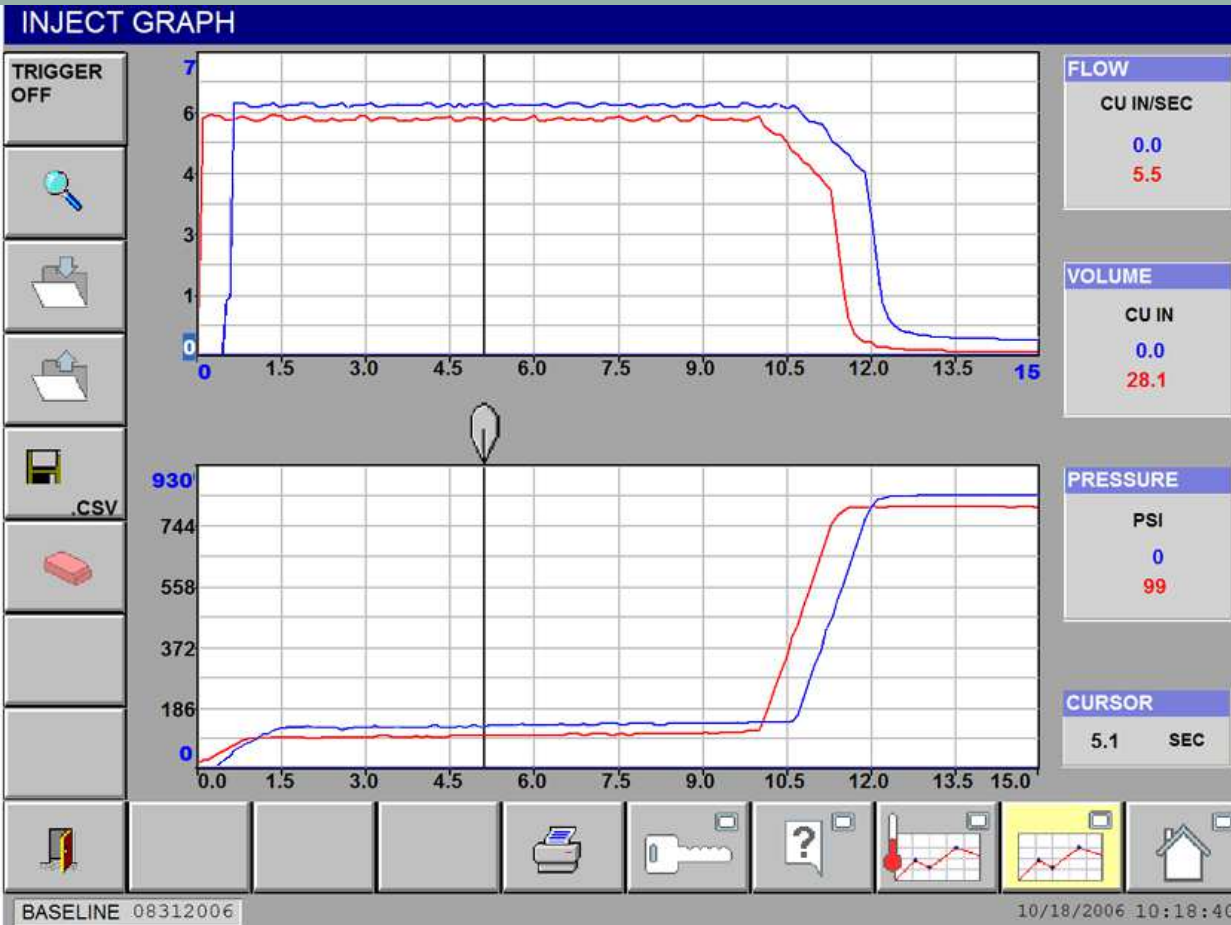 INJECT GRAPH
TRIGGER
OFF
.CSV
7
6
4
3
1
0
0 1.5 3.0 4.5 6.0 7.5 9.0 10.5 12.0 13.5 15
930
744
558
372
186
0
0.0 1.5 3.0 4.5 6.0 7.5 9.0 10.5 12.0 13.5 15.0
FLOW
CU IN/SEC
0.0
5.5
VOLUME
CU IN
0.0
28.1
PRESSURE
PSI
0
99
CURSOR
5.1 SEC
?
BASELINE 08312006
10/18/2006 10:18:40